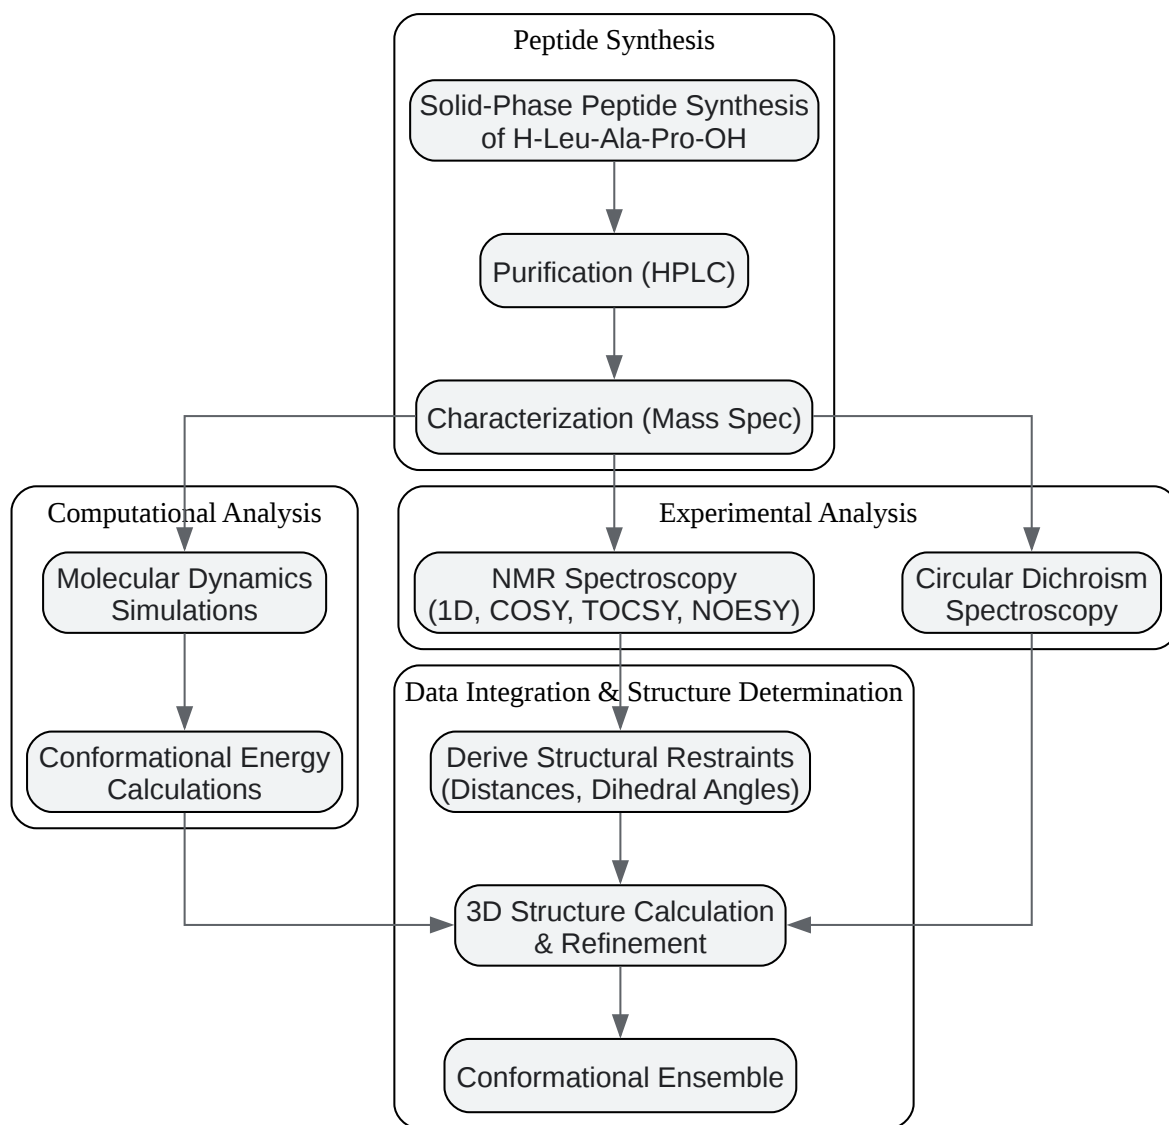 Peptide Synthesis
Solid-Phase Peptide Synthesis
of H-Leu-Ala-Pro-OH
Purification (HPLC)
Characterization (Mass Spec)
Computational Analysis
Experimental Analysis
Molecular Dynamics
Simulations
NMR Spectroscopy
(1D, COSY, TOCSY, NOESY)
Circular Dichroism
Spectroscopy
Data Integration & Structure Determination
Conformational Energy
Calculations
Derive Structural Restraints
(Distances, Dihedral Angles)
3D Structure Calculation
& Refinement
Conformational Ensemble